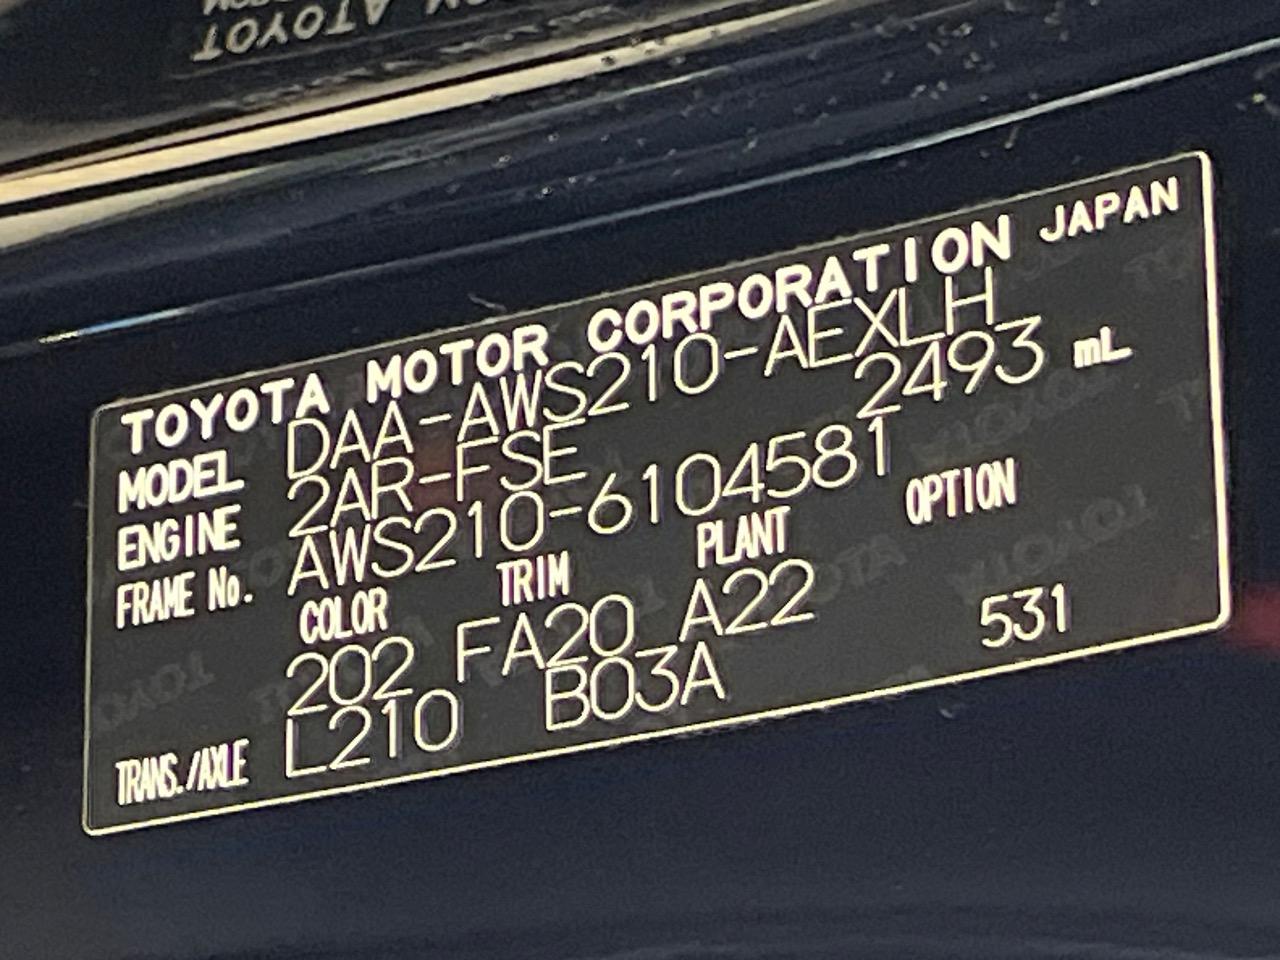 TOYOTA MOTOR CORPORATION JAPAN
MODEL DAA-AWS210-AEXLH
ENGINE 2AR-FSE 2493 mL
FRAME No. AWS210-6104581
COLOR TRIM PLANT OPTION
202 FA20 A22
TRANS./AXLE L210 B03A 531